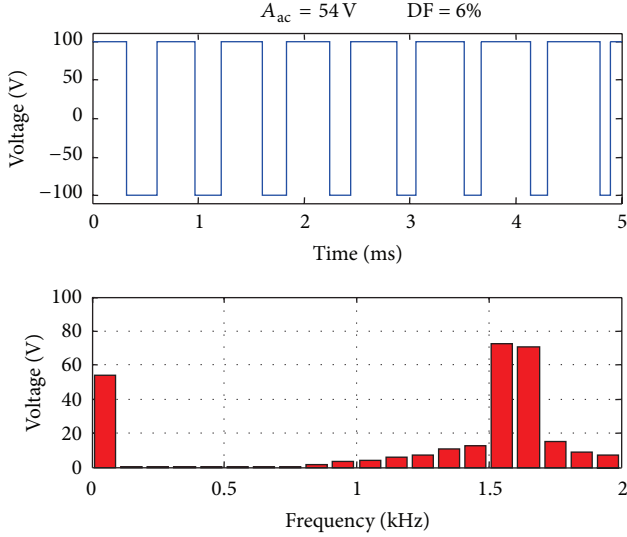 A_ac = 54 V DF = 6%
100
50
0
−50
−100
Voltage (V)
0 1 2 3 4 5
Time (ms)
100
80
60
40
20
0
Voltage (V)
0 0.5 1 1.5 2
Frequency (kHz)